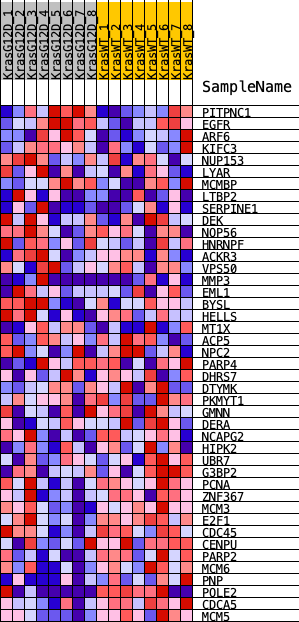 KrasG12D_1
KrasG12D_2
KrasG12D_3
KrasG12D_4
KrasG12D_5
KrasG12D_6
KrasG12D_7
KrasG12D_8
KrasWT_1
KrasWT_2
KrasWT_3
KrasWT_4
KrasWT_5
KrasWT_6
KrasWT_7
KrasWT_8
SampleName
PITPNC1
EGFR
ARF6
KIFC3
NUP153
LYAR
MCMBP
LTBP2
SERPINE1
DEK
NOP56
HNRNPF
ACKR3
VPS50
MMP3
EML1
BYSL
HELLS
MT1X
ACP5
NPC2
PARP4
DHRS7
DTYMK
PKMYT1
GMNN
DERA
NCAPG2
HIPK2
UBR7
G3BP2
PCNA
ZNF367
MCM3
E2F1
CDC45
CENPU
PARP2
MCM6
PNP
POLE2
CDCA5
MCM5